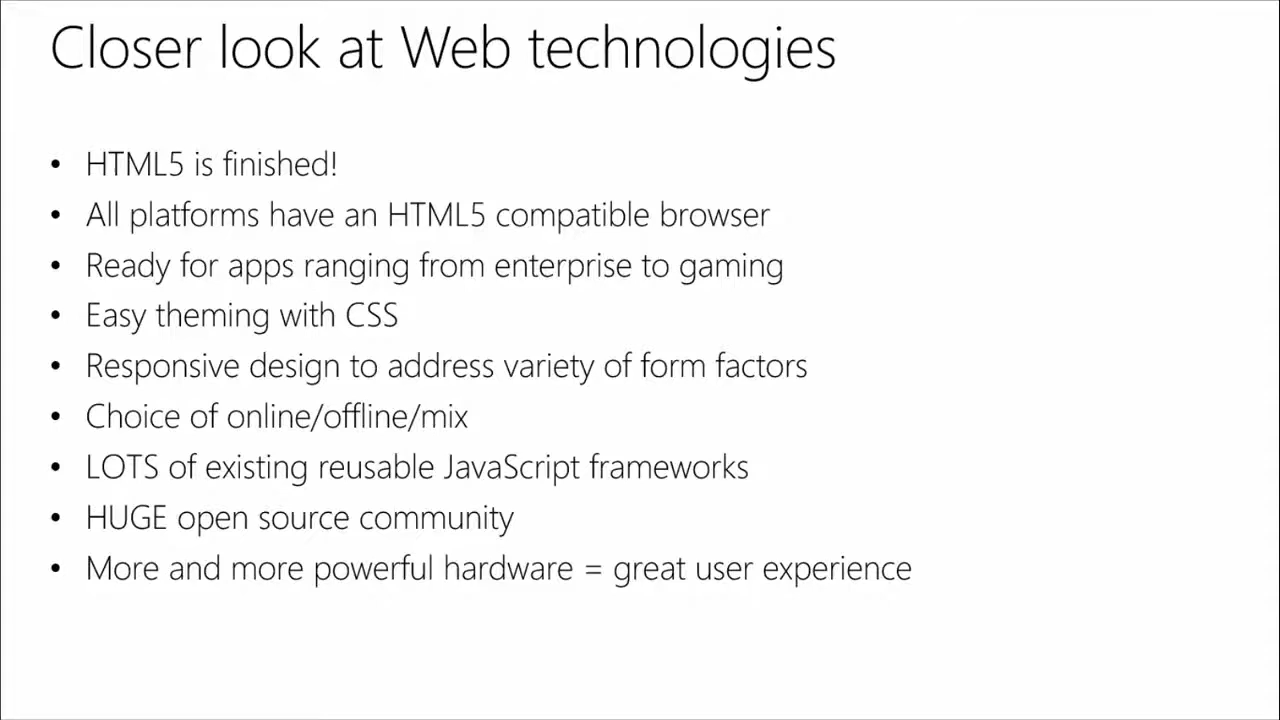 Closer look at Web technologies
• HTML5 is finished!
• All platforms have an HTML5 compatible browser
• Ready for apps ranging from enterprise to gaming
• Easy theming with CSS
• Responsive design to address variety of form factors
• Choice of online/offline/mix
• LOTS of existing reusable JavaScript frameworks
• HUGE open source community
• More and more powerful hardware = great user experience